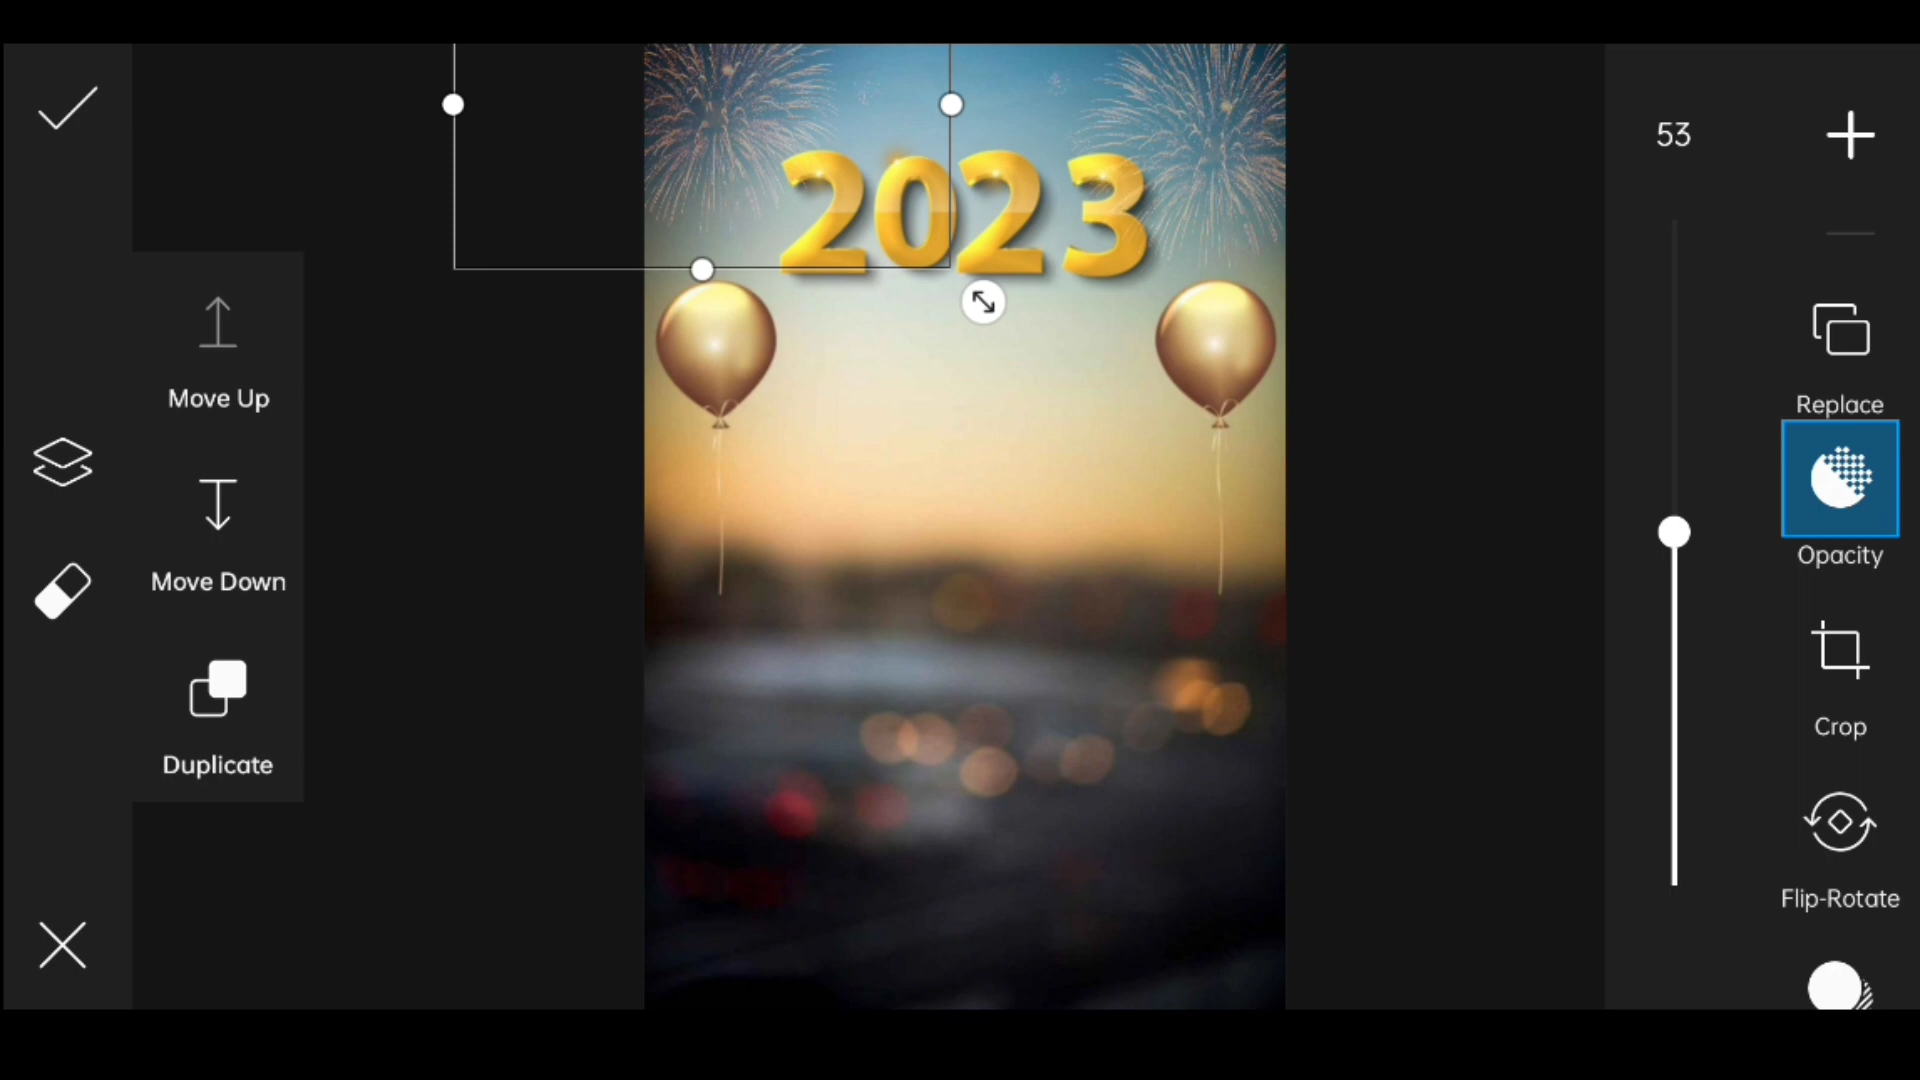 53
2023
Move Up
Replace
Opacity
Move Down
Crop
Duplicate
Flip-Rotate